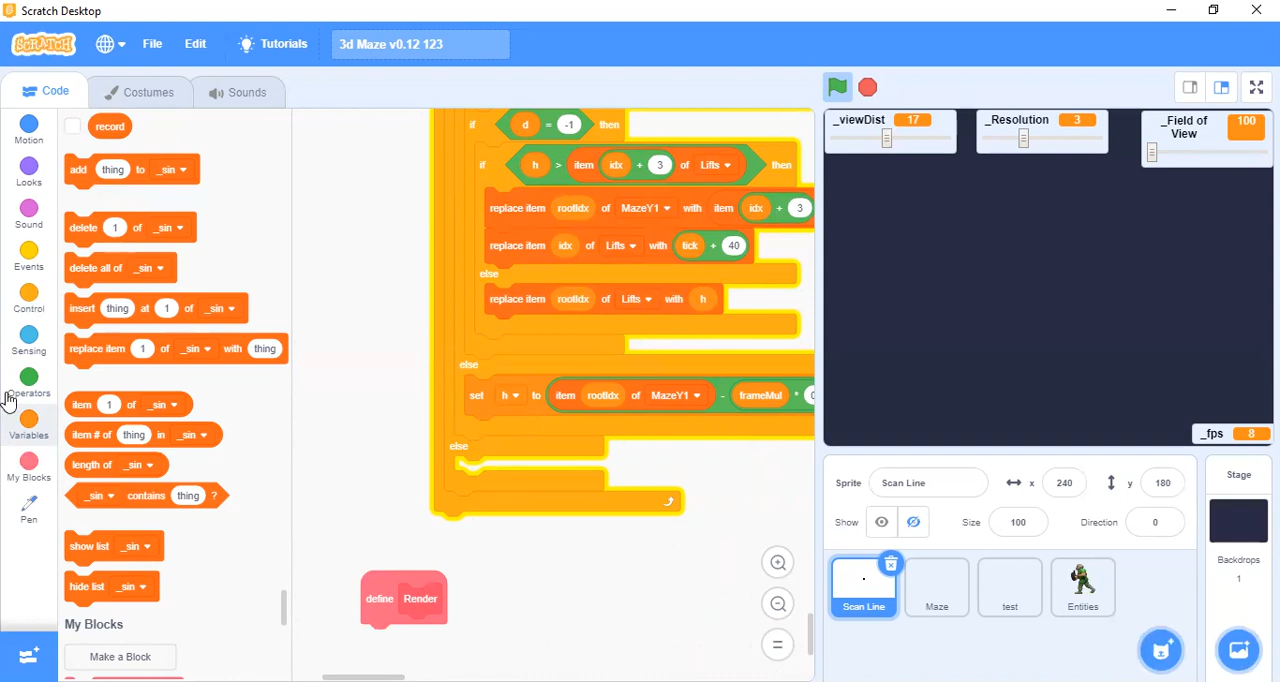 Scratch Desktop
SCRATCH File Edit Tutorials 3d Maze v0.12 123
Code Costumes Sounds
Motion
Looks
Sound
Events
Control
Sensing
Operators
Variables
My Blocks
Pen
record
add thing to _sin
delete 1 of _sin
delete all of _sin
insert thing at 1 of _sin
replace item 1 of _sin with thing
item 1 of _sin
item # of thing in _sin
length of _sin
_sin contains thing ?
show list _sin
hide list _sin
My Blocks
Make a Block
if d = -1 then
if h > item idx + 3 of Lifts then
replace item rootIdx of MazeY1 with item idx + 3
replace item idx of Lifts with tick + 40
else
replace item rootIdx of Lifts with h
else
set h to item rootIdx of MazeY1 - frameMul * 0
else
define Render
_viewDist 17
_Resolution 3
_Field of View 100
_fps 8
Sprite Scan Line x 240 y 180
Show Size 100 Direction 0
Scan Line Maze test Entities
Stage
Backdrops
1